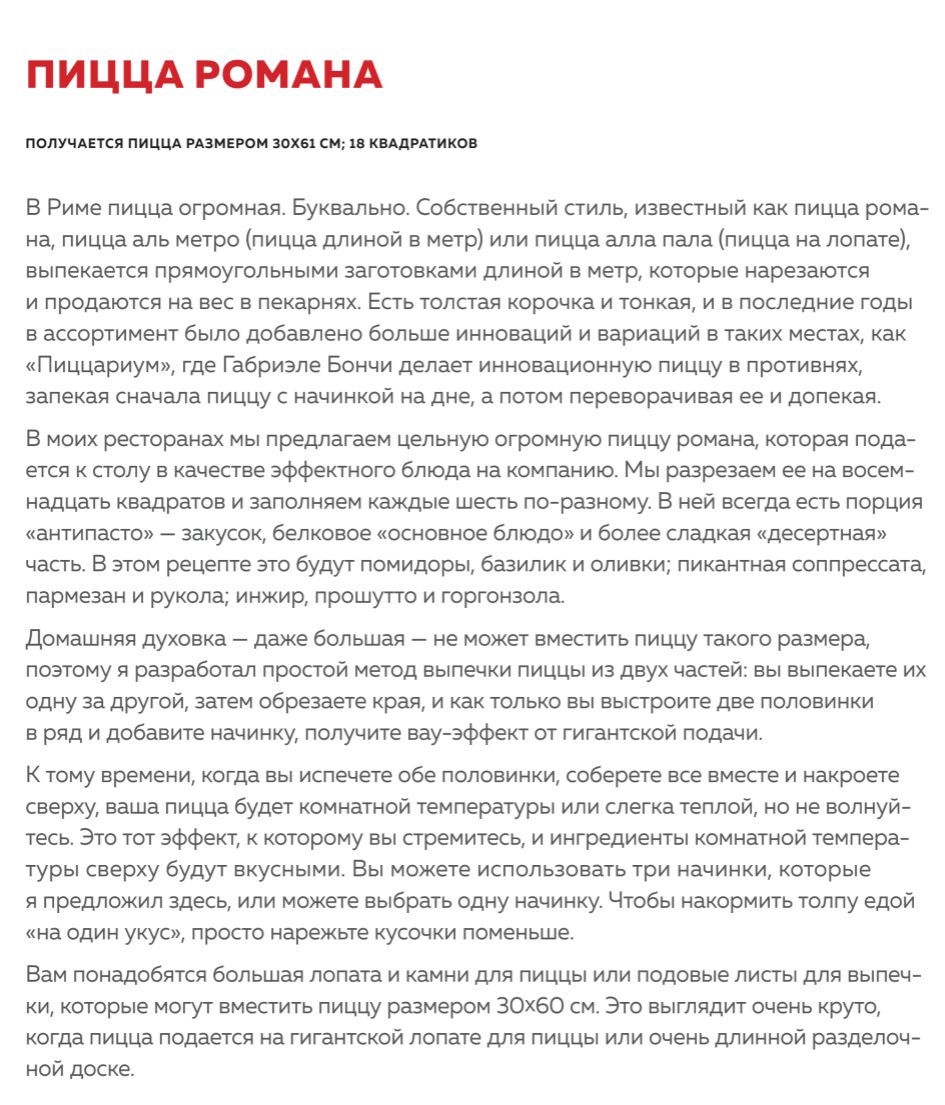 ПИЦЦА РОМАНА
ПОЛУЧАЕТСЯ ПИЦЦА РАЗМЕРОМ 30Х61 СМ; 18 КВАДРАТИКОВ
В Риме пицца огромная. Буквально. Собственный стиль, известный как пицца рома-
на, пицца аль метро (пицца длиной в метр) или пицца алла пала (пицца на лопате),
выпекается прямоугольными заготовками длиной в метр, которые нарезаются
и продаются на вес в пекарнях. Есть толстая корочка и тонкая, и в последние годы
в ассортимент было добавлено больше инноваций и вариаций в таких местах, как
«Пиццариум», где Габриэле Бончи делает инновационную пиццу в противнях,
запекая сначала пиццу с начинкой на дне, а потом переворачивая ее и допекая.
В моих ресторанах мы предлагаем цельную огромную пиццу романа, которая пода-
ется к столу в качестве эффектного блюда на компанию. Мы разрезаем ее на восем-
надцать квадратов и заполняем каждые шесть по-разному. В ней всегда есть порция
«антипасто» — закусок, белковое «основное блюдо» и более сладкая «десертная»
часть. В этом рецепте это будут помидоры, базилик и оливки; пикантная соппрессата,
пармезан и рукола; инжир, прошутто и горгонзола.
Домашняя духовка — даже большая — не может вместить пиццу такого размера,
поэтому я разработал простой метод выпечки пиццы из двух частей: вы выпекаете их
одну за другой, затем обрезаете края, и как только вы выстроите две половинки
в ряд и добавите начинку, получите вау-эффект от гигантской подачи.
К тому времени, когда вы испечете обе половинки, соберете все вместе и накроете
сверху, ваша пицца будет комнатной температуры или слегка теплой, но не волнуй-
тесь. Это тот эффект, к которому вы стремитесь, и ингредиенты комнатной темпера-
туры сверху будут вкусными. Вы можете использовать три начинки, которые
я предложил здесь, или можете выбрать одну начинку. Чтобы накормить толпу едой
«на один укус», просто нарежьте кусочки поменьше.
Вам понадобятся большая лопата и камни для пиццы или подовые листы для выпеч-
ки, которые могут вместить пиццу размером 30х60 см. Это выглядит очень круто,
когда пицца подается на гигантской лопате для пиццы или очень длинной разделоч-
ной доске.